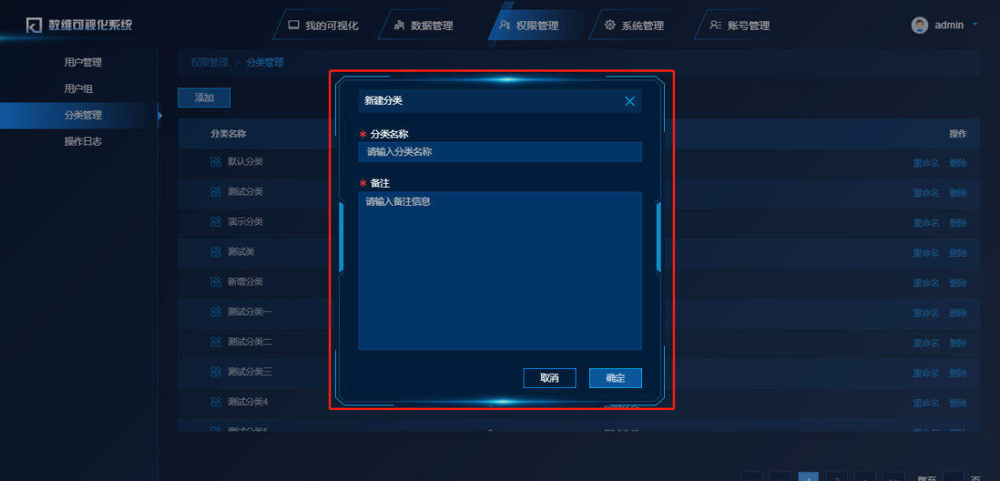 数维可视化系统
我的可视化
数据管理
权限管理
系统管理
账号管理
admin
用户管理
用户组
分类管理
操作日志
权限管理 > 分类管理
添加
分类名称
操作
默认分类
重命名 删除
测试分类
重命名 删除
演示分类
重命名 删除
测试类
重命名 删除
新增分类
重命名 删除
测试分类一
重命名 删除
测试分类二
重命名 删除
测试分类三
重命名 删除
测试分类4
重命名 删除
新建分类
* 分类名称
请输入分类名称
* 备注
请输入备注信息
取消
确定